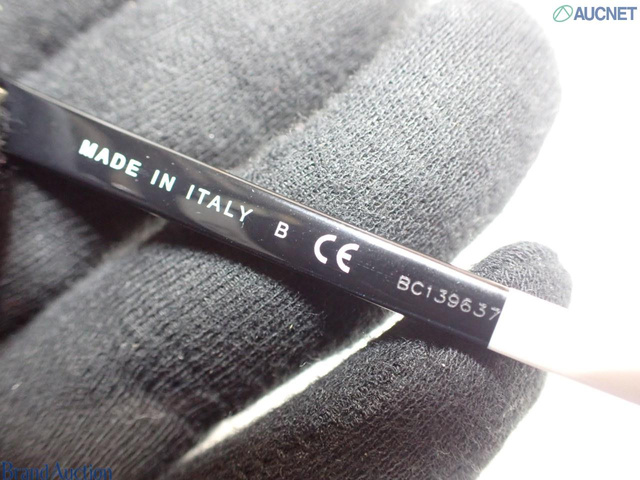 AUCNET
MADE IN ITALY B CE BC139637
Brand Auction